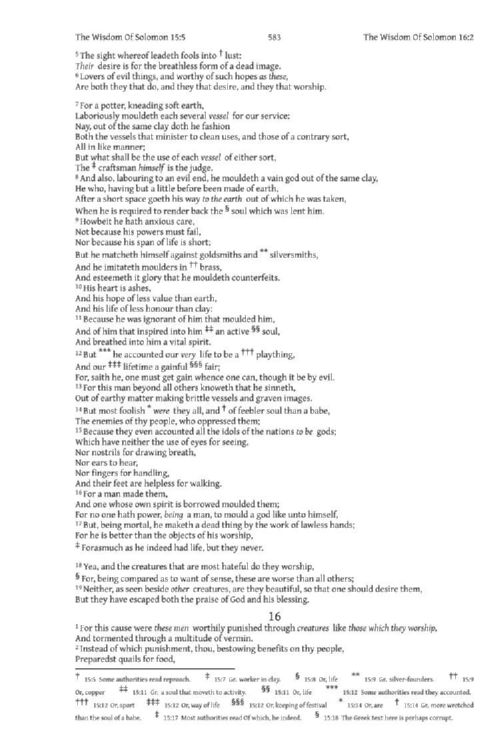 The Wisdom Of Solomon 15:5 583 The Wisdom Of Solomon 16:2
5 The sight whereof leadeth fools into † lust:
Their desire is for the breathless form of a dead image.
6 Lovers of evil things, and worthy of such hopes as these,
Are both they that do, and they that desire, and they that worship.
7 For a potter, kneading soft earth,
Laboriously mouldeth each several vessel for our service:
Nay, out of the same clay doth he fashion
Both the vessels that minister to clean uses, and those of a contrary sort,
All in like manner;
But what shall be the use of each vessel of either sort,
The ‡ craftsman himself is the judge.
8 And also, labouring to an evil end, he mouldeth a vain god out of the same clay,
He who, having but a little before been made of earth,
After a short space goeth his way to the earth out of which he was taken,
When he is required to render back the § soul which was lent him.
9 Howbeit he hath anxious care,
Not because his powers must fail,
Nor because his span of life is short;
But he matcheth himself against goldsmiths and ** silversmiths,
And he imitateth moulders in †† brass,
And esteemeth it glory that he mouldeth counterfeits.
10 His heart is ashes,
And his hope of less value than earth,
And his life of less honour than clay:
11 Because he was ignorant of him that moulded him,
And of him that inspired into him ‡‡ an active §§ soul,
And breathed into him a vital spirit.
12 But *** he accounted our very life to be a ††† plaything,
And our ‡‡‡ lifetime a gainful §§§ fair;
For, saith he, one must get gain whence one can, though it be by evil.
13 For this man beyond all others knoweth that he sinneth,
Out of earthy matter making brittle vessels and graven images.
14 But most foolish * were they all, and † of feebler soul than a babe,
The enemies of thy people, who oppressed them;
15 Because they even accounted all the idols of the nations to be gods;
Which have neither the use of eyes for seeing,
Nor nostrils for drawing breath,
Nor ears to hear,
Nor fingers for handling,
And their feet are helpless for walking.
16 For a man made them,
And one whose own spirit is borrowed moulded them;
For no one hath power, being a man, to mould a god like unto himself,
17 But, being mortal, he maketh a dead thing by the work of lawless hands;
For he is better than the objects of his worship,
‡ Forasmuch as he indeed had life, but they never.
18 Yea, and the creatures that are most hateful do they worship,
§ For, being compared as to want of sense, these are worse than all others;
19 Neither, as seen beside other creatures, are they beautiful, so that one should desire them,
But they have escaped both the praise of God and his blessing.
16
1 For this cause were these men worthily punished through creatures like those which they worship,
And tormented through a multitude of vermin.
2 Instead of which punishment, thou, bestowing benefits on thy people,
Preparedst quails for food,
† 15:5 Some authorities read reproach. ‡ 15:7 Gr. worker in clay. § 15:8 Or, life ** 15:9 Gr. silver-founders. †† 15:9
Or, copper ‡‡ 15:11 Gr. a soul that moveth to activity. §§ 15:11 Or, life *** 15:12 Some authorities read they accounted.
††† 15:12 Or, sport ‡‡‡ 15:12 Or, way of life §§§ 15:12 Or, keeping of festival * 15:14 Or, are † 15:14 Gr. more wretched
than the soul of a babe. ‡ 15:17 Most authorities read Of which, he indeed. § 15:18 The Greek text here is perhaps corrupt.